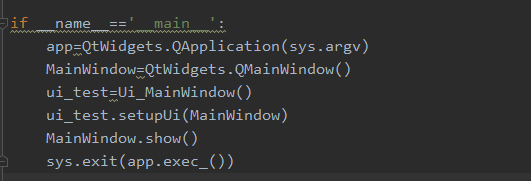 if __name__=='__main__':
    app=QtWidgets.QApplication(sys.argv)
    MainWindow=QtWidgets.QMainWindow()
    ui_test=Ui_MainWindow()
    ui_test.setupUi(MainWindow)
    MainWindow.show()
    sys.exit(app.exec_())